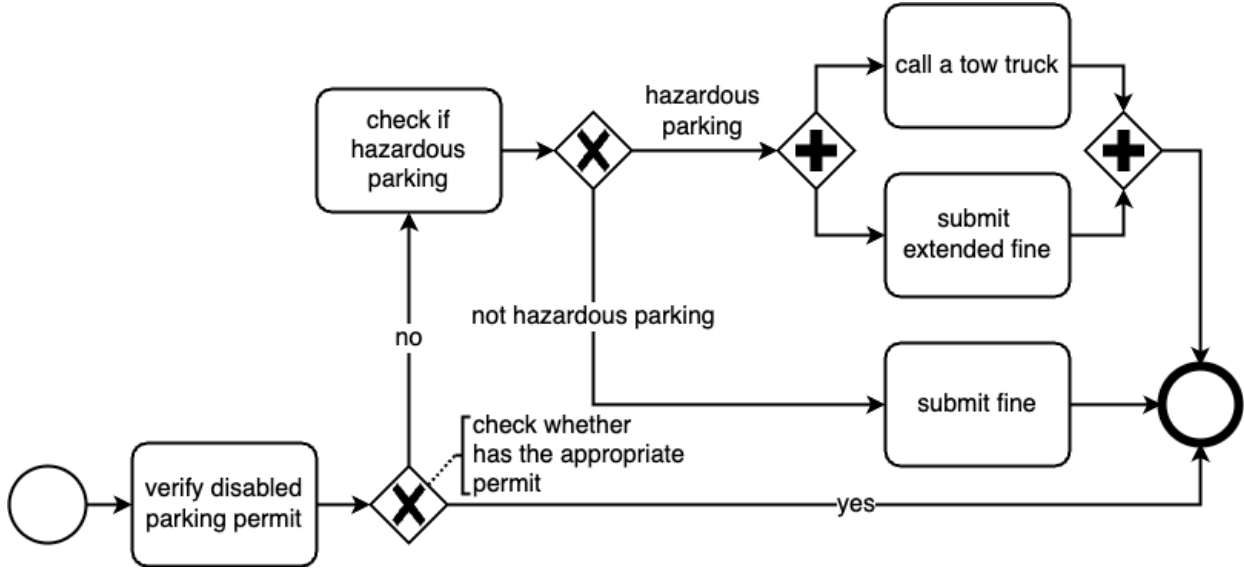 call a tow truck
hazardous
parking
check if
hazardous
parking
submit
extended fine
not hazardous parking
no
submit fine
check whether
has the appropriate
permit
verify disabled
parking permit
yes